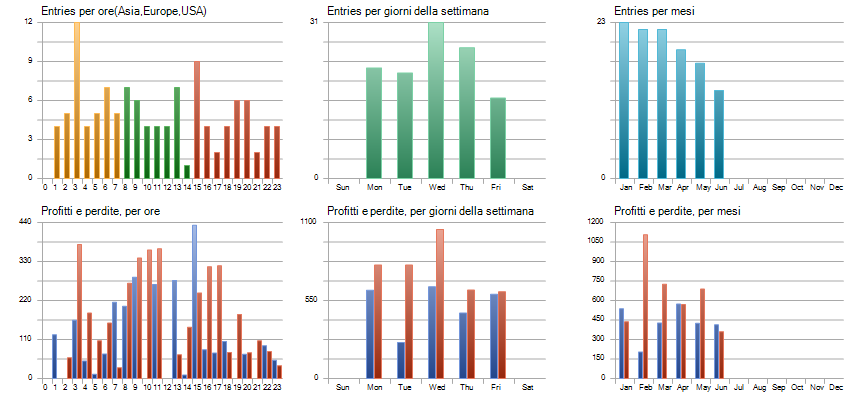 Entries per ore(Asia,Europe,USA)
12
9
6
3
0
0 1 2 3 4 5 6 7 8 9 10 11 12 13 14 15 16 17 18 19 20 21 22 23
Entries per giorni della settimana
31
0
Sun Mon Tue Wed Thu Fri Sat
Entries per mesi
23
0
Jan Feb Mar Apr May Jun Jul Aug Sep Oct Nov Dec
Profitti e perdite, per ore
440
330
220
110
0
0 1 2 3 4 5 6 7 8 9 10 11 12 13 14 15 16 17 18 19 20 21 22 23
Profitti e perdite, per giorni della settimana
1100
550
0
Sun Mon Tue Wed Thu Fri Sat
Profitti e perdite, per mesi
1200
1050
900
750
600
450
300
150
0
Jan Feb Mar Apr May Jun Jul Aug Sep Oct Nov Dec